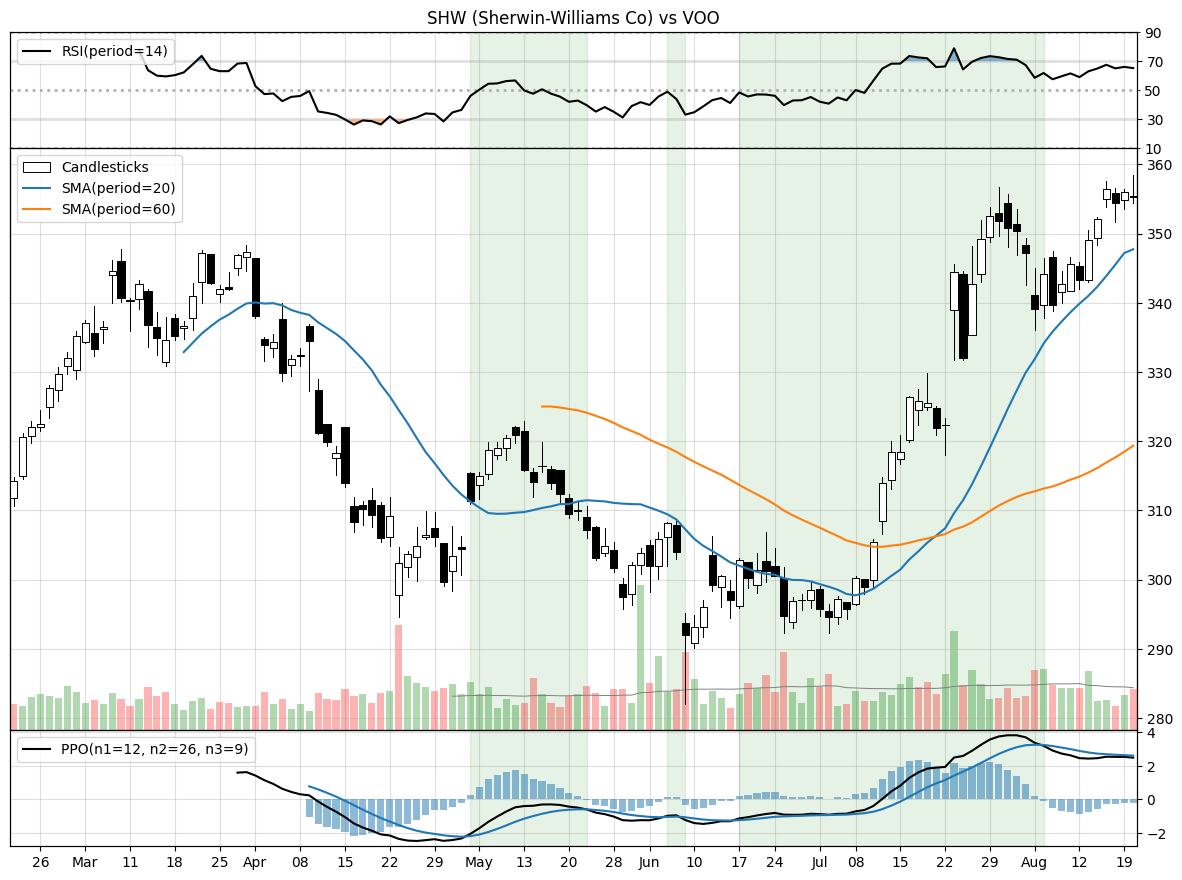 SHW (Sherwin-Williams Co) vs VOO
RSI(period=14)
90
70
50
30
10
Candlesticks
SMA(period=20)
SMA(period=60)
360
350
340
330
320
310
300
290
280
PPO(n1=12, n2=26, n3=9)
4
2
0
−2
26 Mar 11 18 25 Apr 08 15 22 29 May 13 20 28 Jun 10 17 24 Jul 08 15 22 29 Aug 12 19